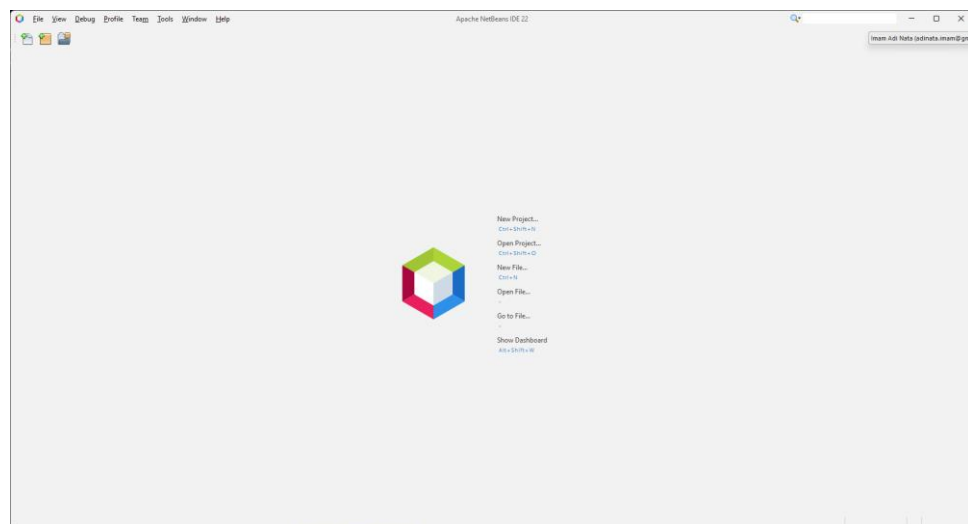 File View Debug Profile Team Tools Window Help
Apache NetBeans IDE 22
Imam Adi Nata (adinata.imam@gm
New Project...
Ctrl+Shift+N
Open Project...
Ctrl+Shift+O
New File...
Ctrl+N
Open File...
-
Go to File...
-
Show Dashboard
Alt+Shift+W